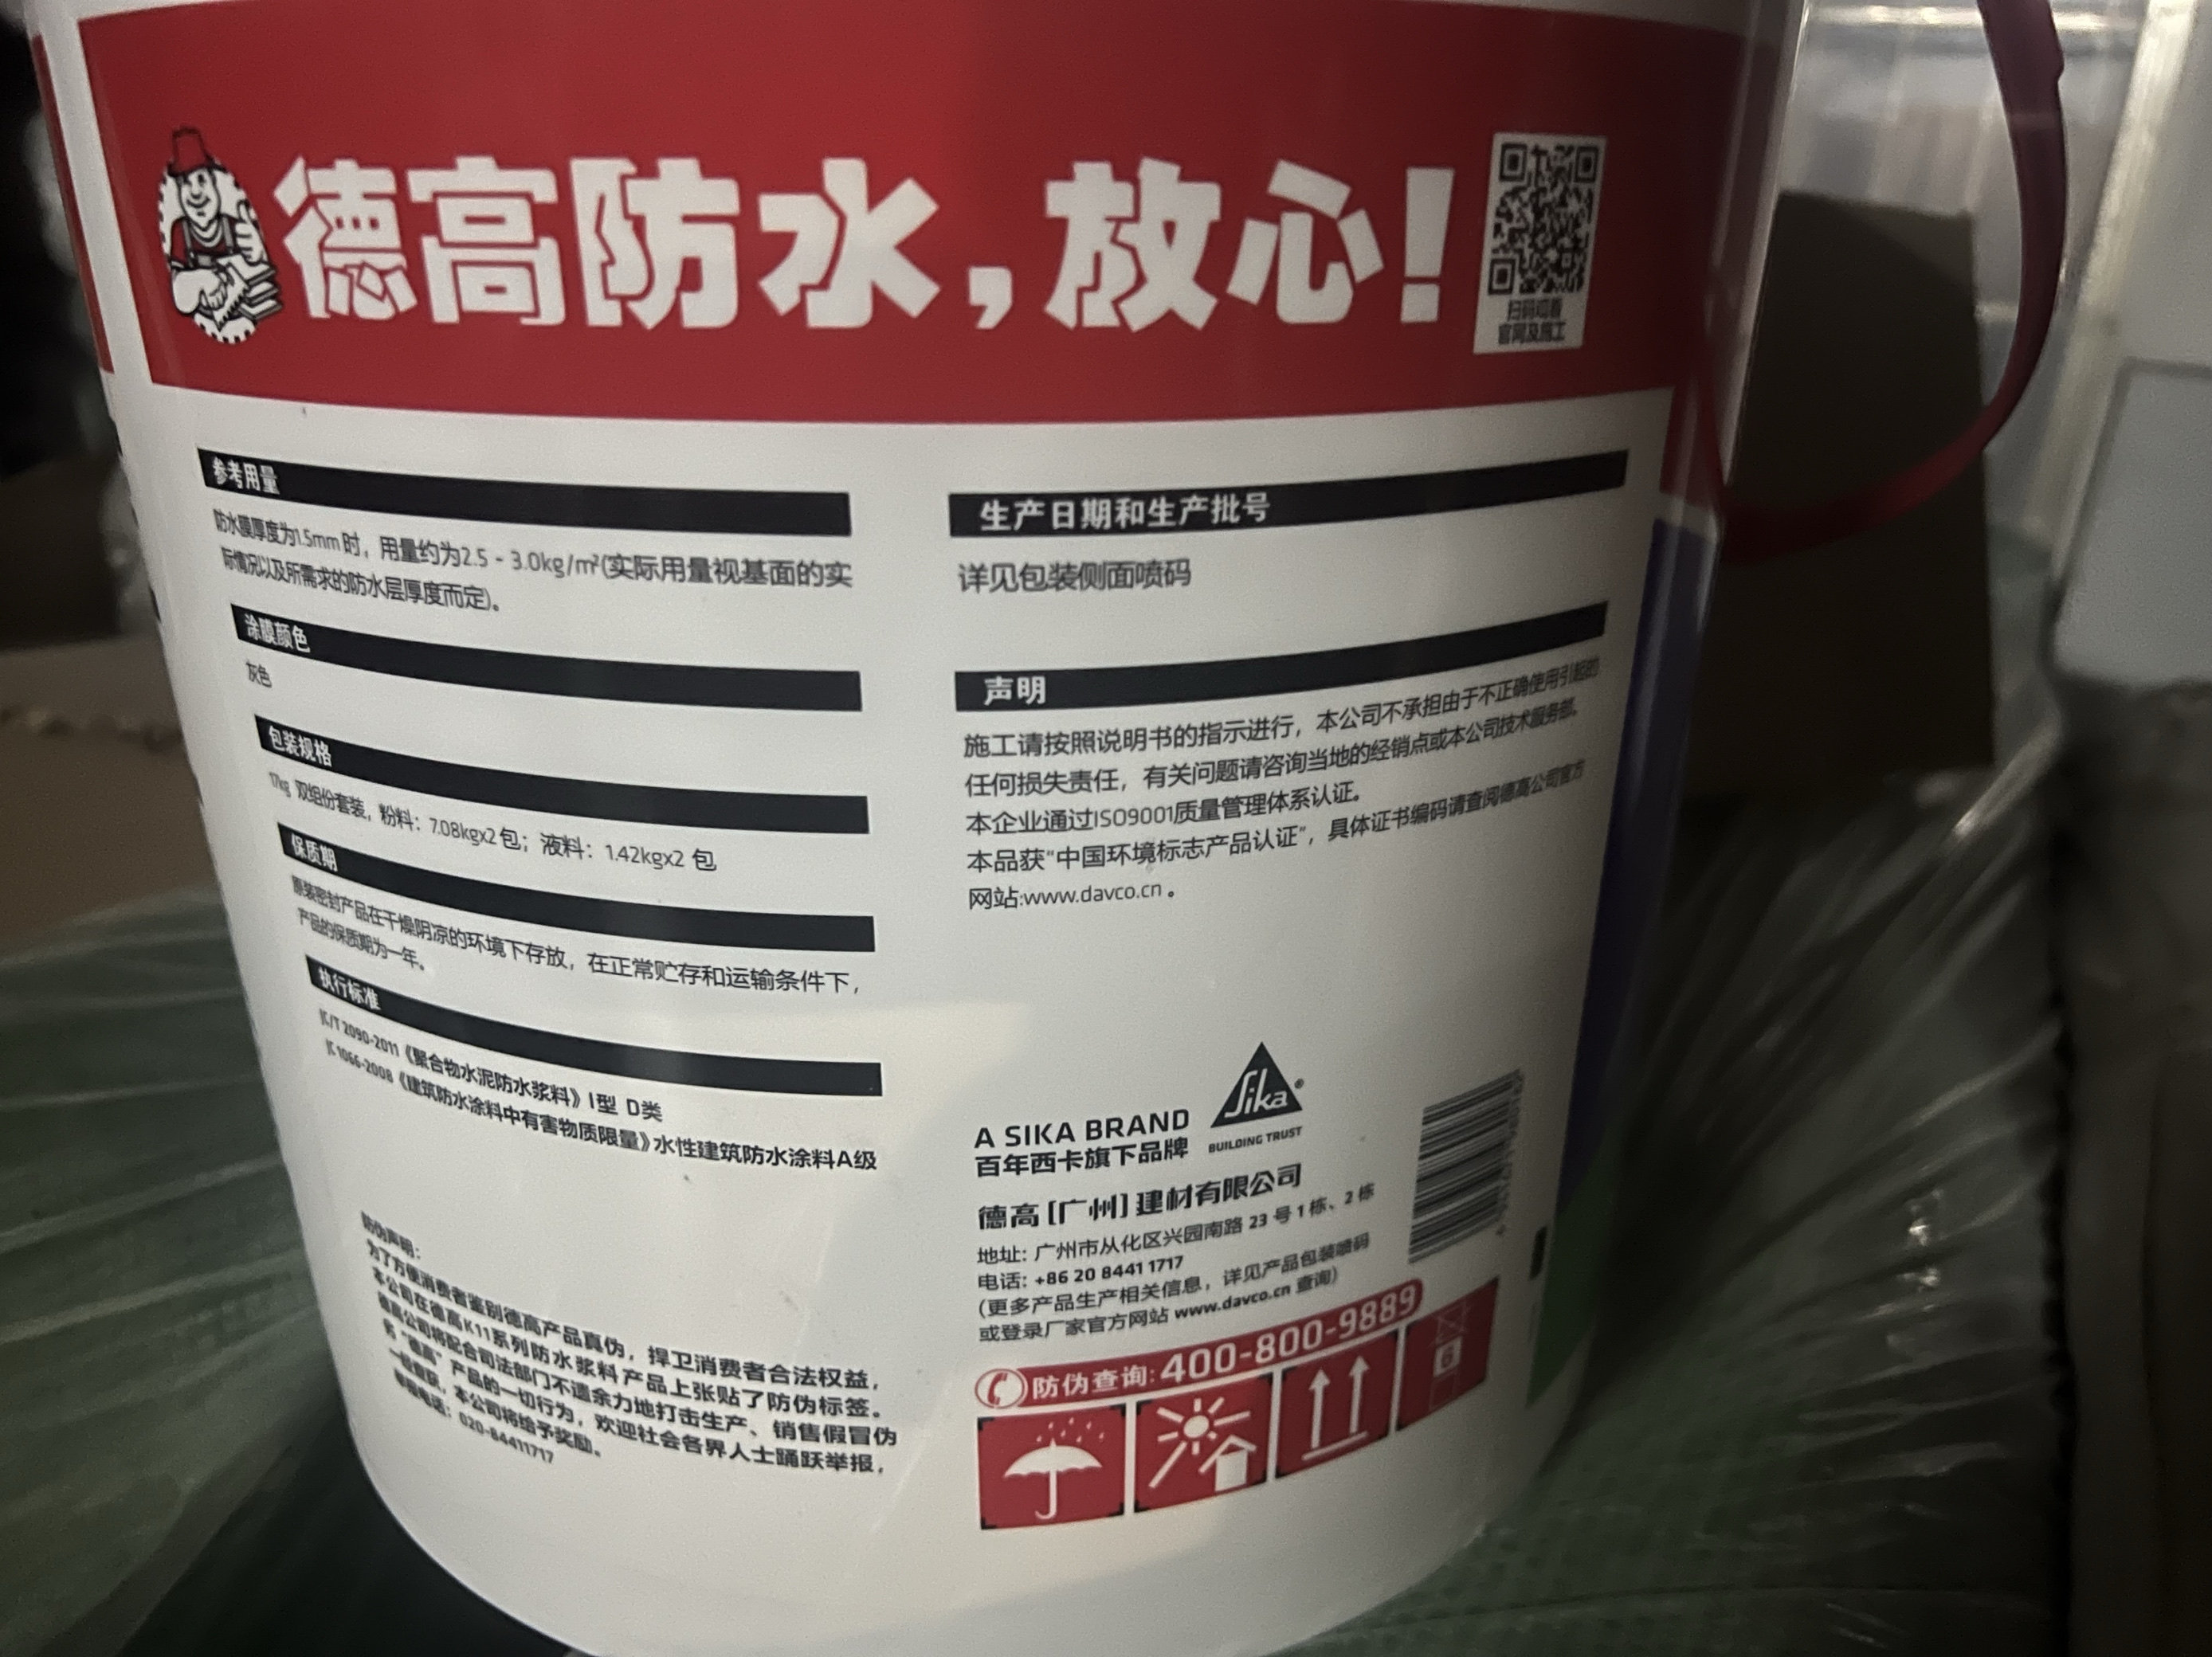 德高防水，放心！
扫码观看
官网及施工
参考用量
防水膜厚度为1.5mm 时，用量约为2.5 - 3.0kg/m²(实际用量视基面的实
际情况以及所需求的防水层厚度而定)。
涂膜颜色
灰色
包装规格
17kg 双组份套装，粉料：7.08kgx2 包；液料：1.42kgx2 包
保质期
原装密封产品在干燥阴凉的环境下存放，在正常贮存和运输条件下，
产品的保质期为一年。
执行标准
JC/T 2090-2011《聚合物水泥防水浆料》I型 D类
JC 1066-2008《建筑防水涂料中有害物质限量》水性建筑防水涂料A级
防伪声明：
为了方便消费者鉴别德高产品真伪，捍卫消费者合法权益，
本公司在德高K11系列防水浆料产品上张贴了防伪标签。
德高公司将配合司法部门不遗余力地打击生产、销售假冒伪
劣“德高”产品的一切行为，欢迎社会各界人士踊跃举报，
一经查获，本公司将给予奖励。
举报电话：020-84411717
生产日期和生产批号
详见包装侧面喷码
声明
施工请按照说明书的指示进行，本公司不承担由于不正确使用引起的
任何损失责任，有关问题请咨询当地的经销点或本公司技术服务部。
本企业通过ISO9001质量管理体系认证。
本品获“中国环境标志产品认证”，具体证书编码请查阅德高公司官方
网站:www.davco.cn 。
A SIKA BRAND
百年西卡旗下品牌
Sika®
BUILDING TRUST
德高［广州］建材有限公司
地址: 广州市从化区兴园南路 23 号 1 栋、2 栋
电话: +86 20 8441 1717
(更多产品生产相关信息，详见产品包装喷码
或登录厂家官方网站 www.davco.cn 查询)
防伪查询: 400-800-9889
6